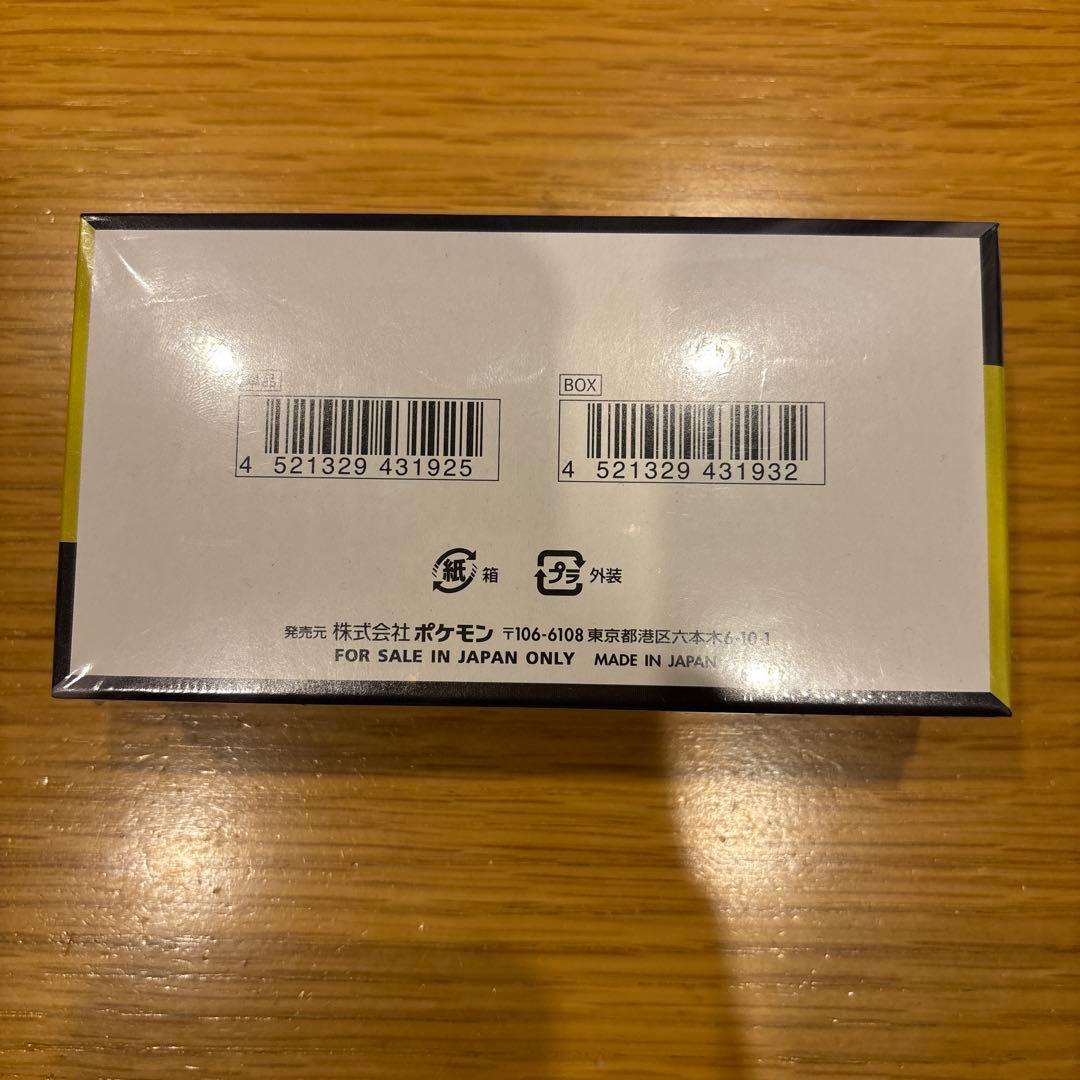 単品
BOX
4 521329 431925
4 521329 431932
紙 箱
プラ 外装
発売元 株式会社 ポケモン 〒106-6108 東京都港区六本木6-10-1
FOR SALE IN JAPAN ONLY MADE IN JAPAN